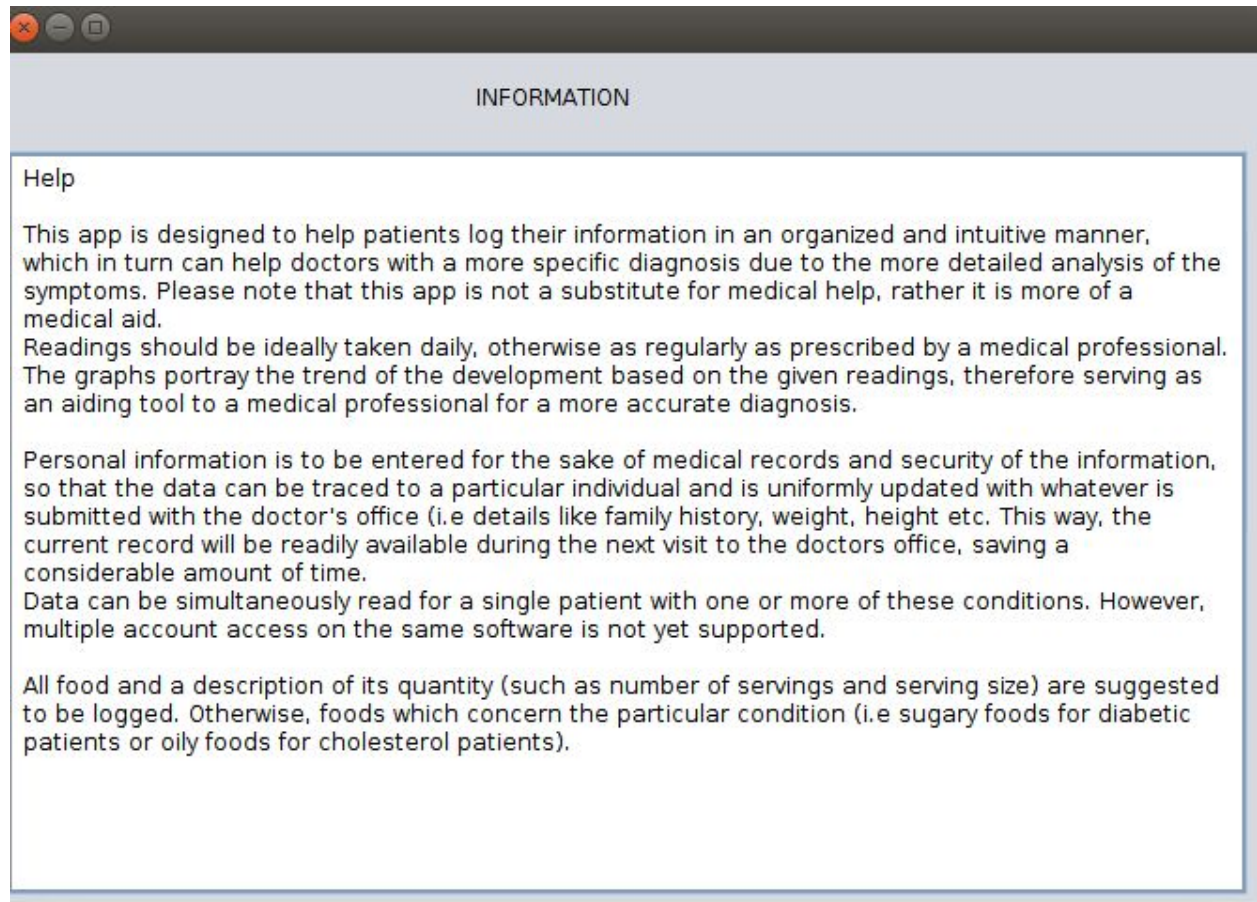 INFORMATION
Help
This app is designed to help patients log their information in an organized and intuitive manner,
which in turn can help doctors with a more specific diagnosis due to the more detailed analysis of the
symptoms. Please note that this app is not a substitute for medical help, rather it is more of a
medical aid.
Readings should be ideally taken daily, otherwise as regularly as prescribed by a medical professional.
The graphs portray the trend of the development based on the given readings, therefore serving as
an aiding tool to a medical professional for a more accurate diagnosis.
Personal information is to be entered for the sake of medical records and security of the information,
so that the data can be traced to a particular individual and is uniformly updated with whatever is
submitted with the doctor's office (i.e details like family history, weight, height etc. This way, the
current record will be readily available during the next visit to the doctors office, saving a
considerable amount of time.
Data can be simultaneously read for a single patient with one or more of these conditions. However,
multiple account access on the same software is not yet supported.
All food and a description of its quantity (such as number of servings and serving size) are suggested
to be logged. Otherwise, foods which concern the particular condition (i.e sugary foods for diabetic
patients or oily foods for cholesterol patients).